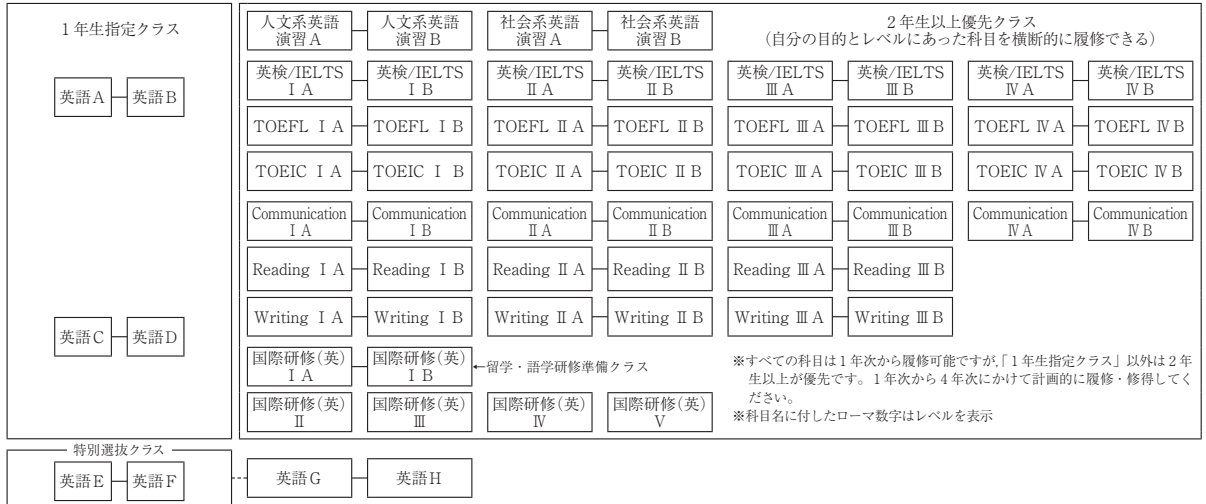 1年生指定クラス
英語A 英語B
英語C 英語D
2年生以上優先クラス
(自分の目的とレベルにあった科目を横断的に履修できる)
人文系英語演習A 人文系英語演習B 社会系英語演習A 社会系英語演習B
英検/IELTS ⅠA 英検/IELTS ⅠB 英検/IELTS ⅡA 英検/IELTS ⅡB 英検/IELTS ⅢA 英検/IELTS ⅢB 英検/IELTS ⅣA 英検/IELTS ⅣB
TOEFL ⅠA TOEFL ⅠB TOEFL ⅡA TOEFL ⅡB TOEFL ⅢA TOEFL ⅢB TOEFL ⅣA TOEFL ⅣB
TOEIC ⅠA TOEIC ⅠB TOEIC ⅡA TOEIC ⅡB TOEIC ⅢA TOEIC ⅢB TOEIC ⅣA TOEIC ⅣB
Communication ⅠA Communication ⅠB Communication ⅡA Communication ⅡB Communication ⅢA Communication ⅢB Communication ⅣA Communication ⅣB
Reading ⅠA Reading ⅠB Reading ⅡA Reading ⅡB Reading ⅢA Reading ⅢB
Writing ⅠA Writing ⅠB Writing ⅡA Writing ⅡB Writing ⅢA Writing ⅢB
国際研修(英)ⅠA 国際研修(英)ⅠB ←留学・語学研修準備クラス
国際研修(英)Ⅱ 国際研修(英)Ⅲ 国際研修(英)Ⅳ 国際研修(英)Ⅴ
※すべての科目は1年次から履修可能ですが,「1年生指定クラス」以外は2年
生以上が優先です。1年次から4年次にかけて計画的に履修・修得してく
ださい。
※科目名に付したローマ数字はレベルを表示
特別選抜クラス
英語E 英語F 英語G 英語H